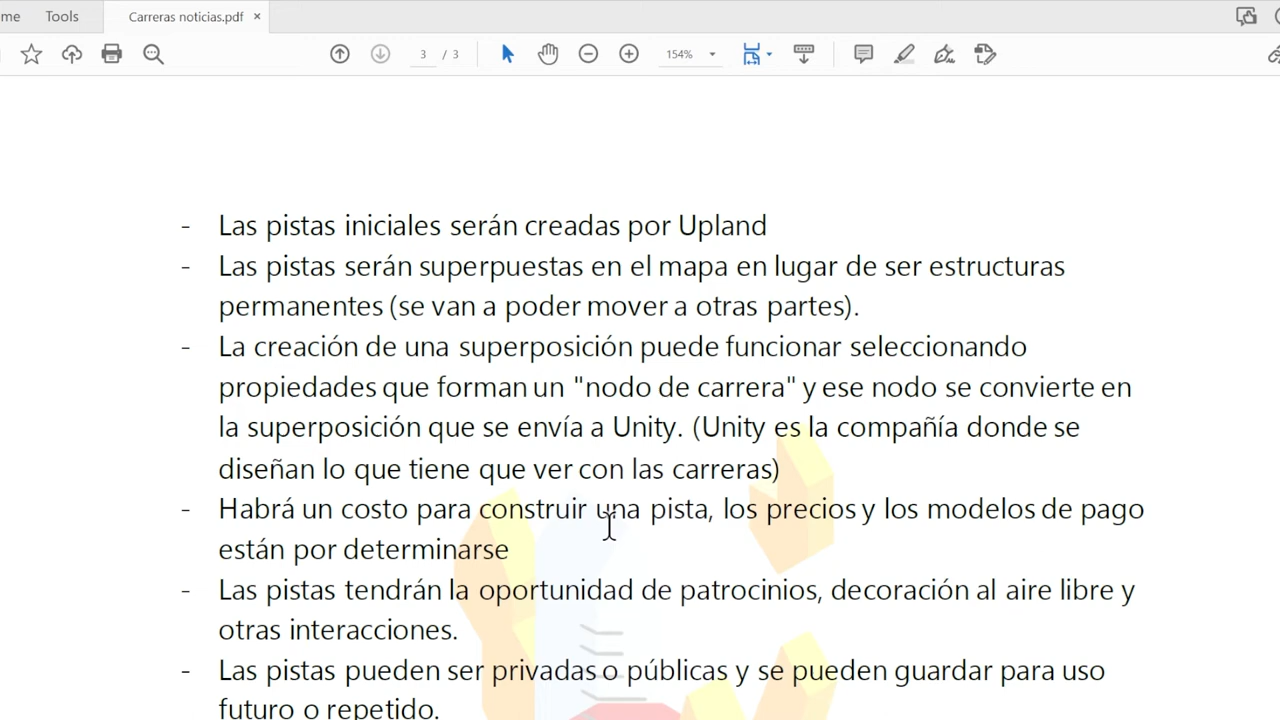 me Tools Carreras noticias.pdf ×
3 / 3 154%
- Las pistas iniciales serán creadas por Upland
- Las pistas serán superpuestas en el mapa en lugar de ser estructuras
permanentes (se van a poder mover a otras partes).
- La creación de una superposición puede funcionar seleccionando
propiedades que forman un "nodo de carrera" y ese nodo se convierte en
la superposición que se envía a Unity. (Unity es la compañía donde se
diseñan lo que tiene que ver con las carreras)
- Habrá un costo para construir una pista, los precios y los modelos de pago
están por determinarse
- Las pistas tendrán la oportunidad de patrocinios, decoración al aire libre y
otras interacciones.
- Las pistas pueden ser privadas o públicas y se pueden guardar para uso
futuro o repetido.